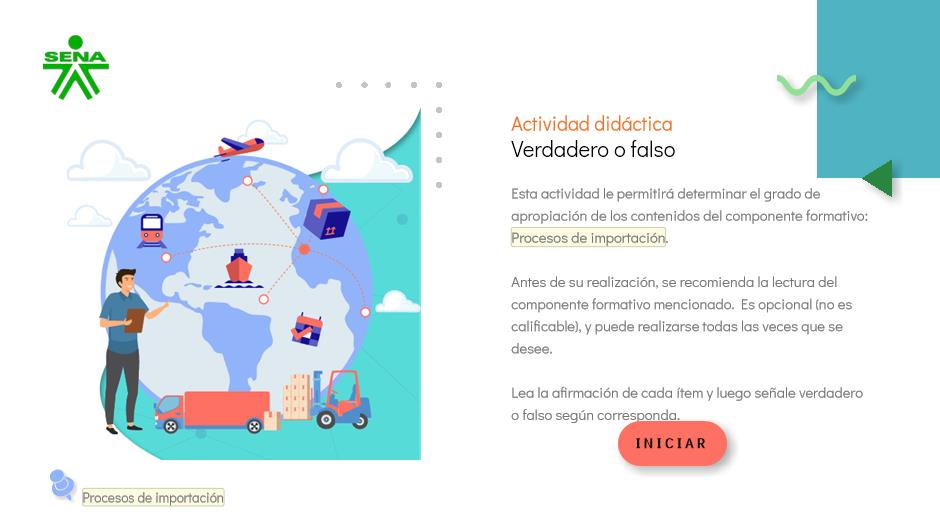 SENA
Actividad didáctica
Verdadero o falso
Esta actividad le permitirá determinar el grado de
apropiación de los contenidos del componente formativo:
Procesos de importación.
Antes de su realización, se recomienda la lectura del
componente formativo mencionado. Es opcional (no es
calificable), y puede realizarse todas las veces que se
desee.
Lea la afirmación de cada ítem y luego señale verdadero
o falso según corresponda.
INICIAR
Procesos de importación